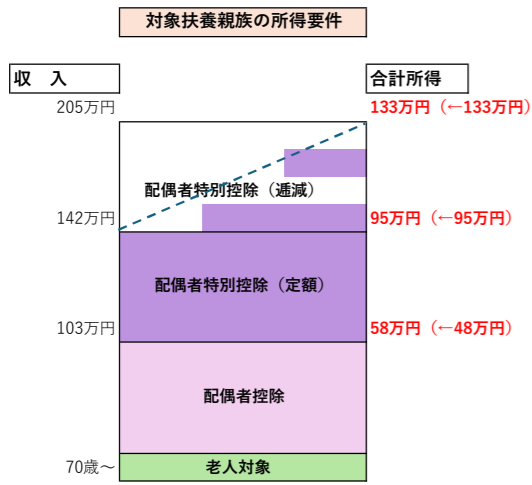 対象扶養親族の所得要件
収　入
合計所得
205万円
133万円（←133万円）
配偶者特別控除（逓減）
142万円
95万円（←95万円）
配偶者特別控除（定額）
103万円
58万円（←48万円）
配偶者控除
70歳～
老人対象